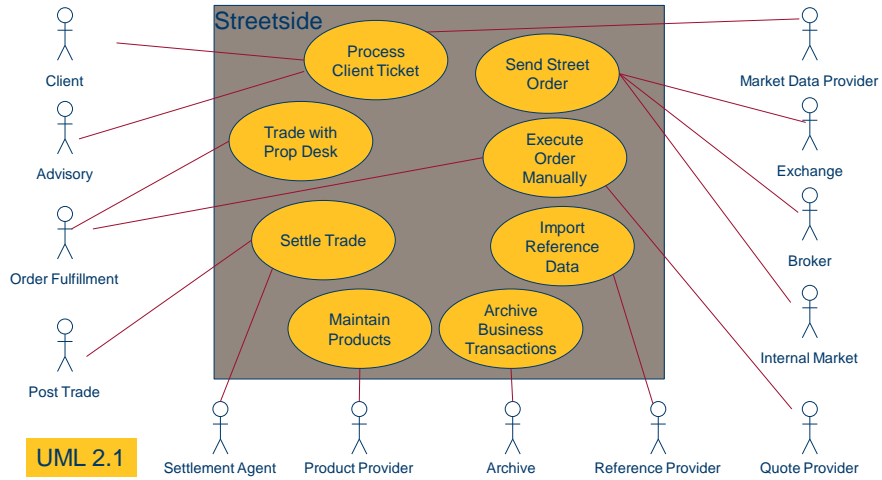 Streetside
Process
Client Ticket
Send Street
Order
Trade with
Prop Desk
Execute
Order
Manually
Settle Trade
Import
Reference
Data
Maintain
Products
Archive
Business
Transactions
Client
Advisory
Order Fulfillment
Post Trade
Market Data Provider
Exchange
Broker
Internal Market
Settlement Agent
Product Provider
Archive
Reference Provider
Quote Provider
UML 2.1